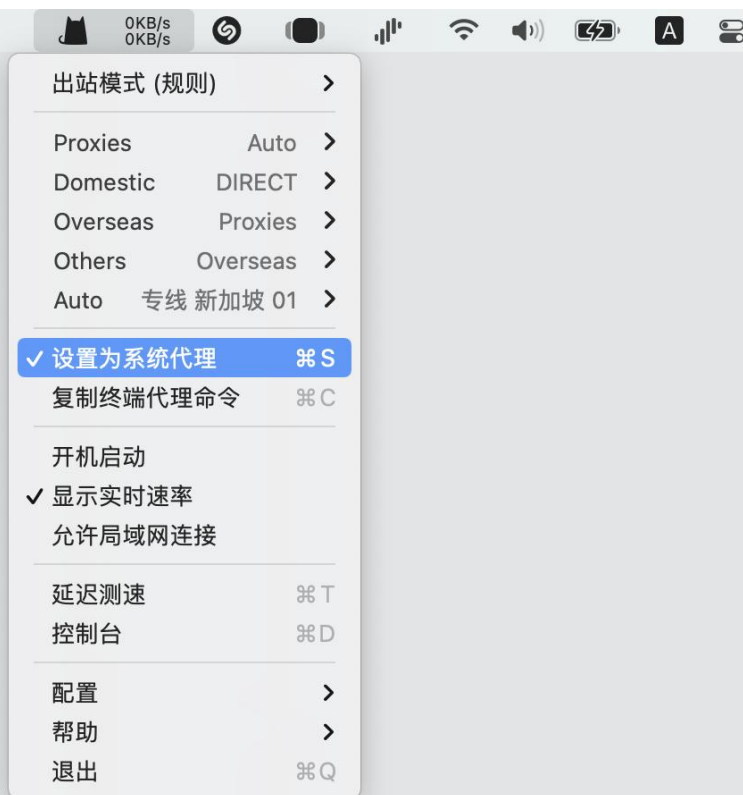 0KB/s
0KB/s
A
出站模式 (规则)
Proxies Auto
Domestic DIRECT
Overseas Proxies
Others Overseas
Auto 专线 新加坡 01
设置为系统代理 ⌘S
复制终端代理命令 ⌘C
开机启动
显示实时速率
允许局域网连接
延迟测速 ⌘T
控制台 ⌘D
配置
帮助
退出 ⌘Q